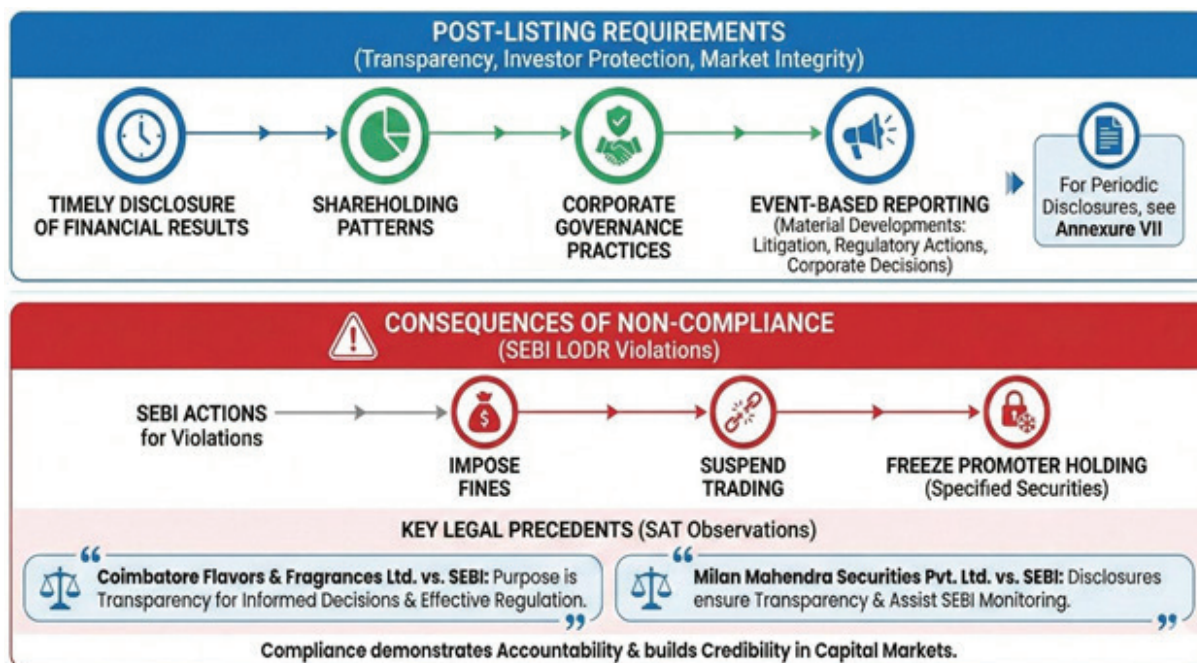 POST-LISTING REQUIREMENTS
(Transparency, Investor Protection, Market Integrity)
TIMELY DISCLOSURE
OF FINANCIAL RESULTS
SHAREHOLDING
PATTERNS
CORPORATE
GOVERNANCE
PRACTICES
EVENT-BASED REPORTING
(Material Developments:
Litigation, Regulatory Actions,
Corporate Decisions)
For Periodic
Disclosures, see
Annexure VII
CONSEQUENCES OF NON-COMPLIANCE
(SEBI LODR Violations)
SEBI ACTIONS
for Violations
$
IMPOSE
FINES
SUSPEND
TRADING
FREEZE PROMOTER HOLDING
(Specified Securities)
KEY LEGAL PRECEDENTS (SAT Observations)
“
Coimbatore Flavors & Fragrances Ltd. vs. SEBI: Purpose is
Transparency for Informed Decisions & Effective Regulation.
”
“
Milan Mahendra Securities Pvt. Ltd. vs. SEBI: Disclosures
ensure Transparency & Assist SEBI Monitoring.
”
Compliance demonstrates Accountability & builds Credibility in Capital Markets.